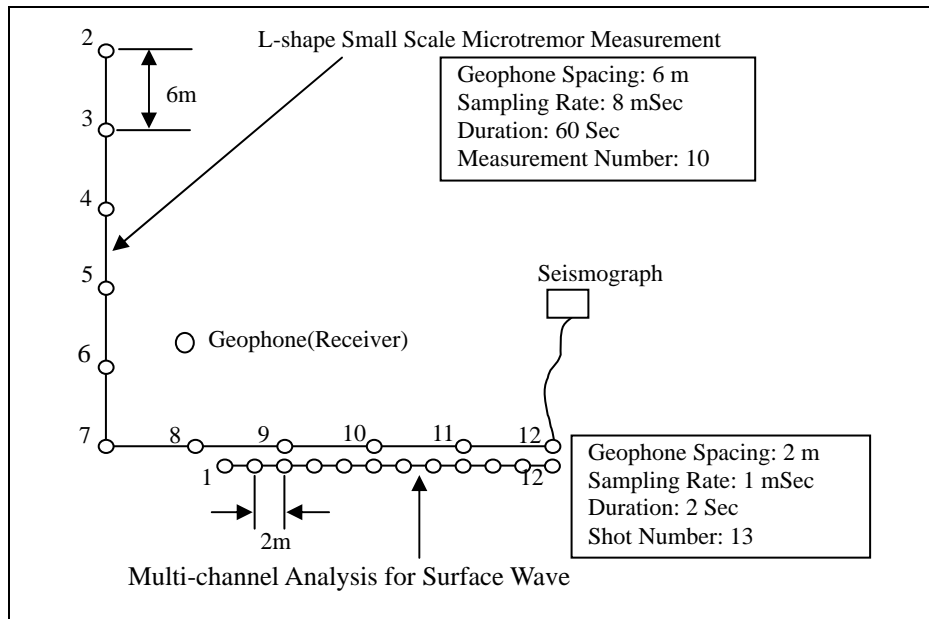 2
L-shape Small Scale Microtremor Measurement
Geophone Spacing: 6 m
Sampling Rate: 8 mSec
Duration: 60 Sec
Measurement Number: 10
6m
3
4
5
Seismograph
Geophone(Receiver)
6
7
8
9
10
11
12
1
12
Geophone Spacing: 2 m
Sampling Rate: 1 mSec
Duration: 2 Sec
Shot Number: 13
2m
Multi-channel Analysis for Surface Wave